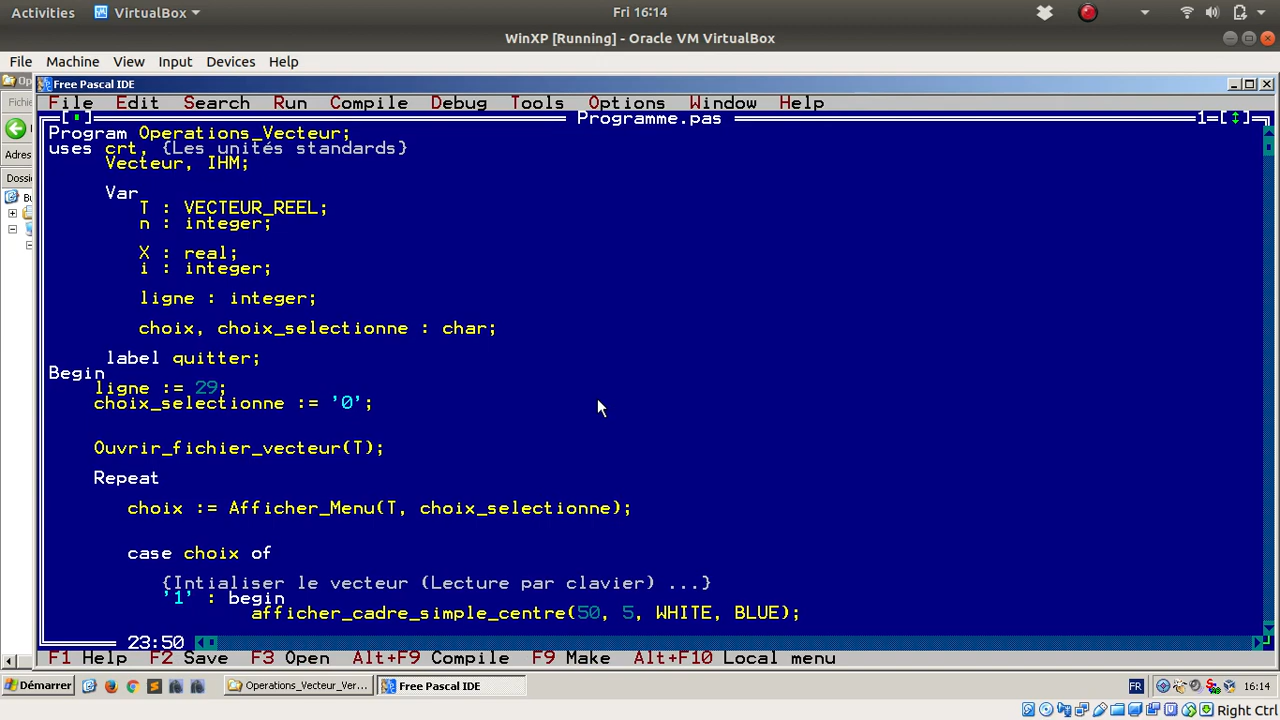 Activities VirtualBox Fri 16:14
WinXP [Running] - Oracle VM VirtualBox
File Machine View Input Devices Help
Free Pascal IDE
File Edit Search Run Compile Debug Tools Options Window Help
Programme.pas 1
Program Operations_Vecteur;
uses crt, {Les unités standards}
Vecteur, IHM;
Var
T : VECTEUR_REEL;
n : integer;
X : real;
i : integer;
ligne : integer;
choix, choix_selectionne : char;
label quitter;
Begin
ligne := 29;
choix_selectionne := '0';
Ouvrir_fichier_vecteur(T);
Repeat
choix := Afficher_Menu(T, choix_selectionne);
case choix of
{Intialiser le vecteur (Lecture par clavier) ...}
'1' : begin
afficher_cadre_simple_centre(50, 5, WHITE, BLUE);
23:50
F1 Help F2 Save F3 Open Alt+F9 Compile F9 Make Alt+F10 Local menu
Démarrer Operations_Vecteur_Ver... Free Pascal IDE FR 16:14
Right Ctrl